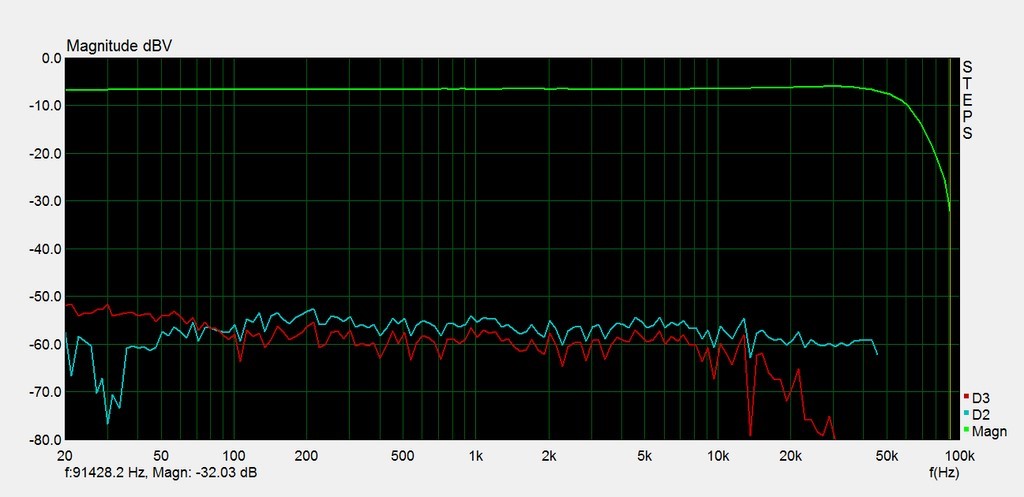 Magnitude dBV
STEPS
0.0
-10.0
-20.0
-30.0
-40.0
-50.0
-60.0
-70.0
-80.0
D3
D2
Magn
20 50 100 200 500 1k 2k 5k 10k 20k 50k 100k
f:91428.2 Hz, Magn: -32.03 dB
f(Hz)